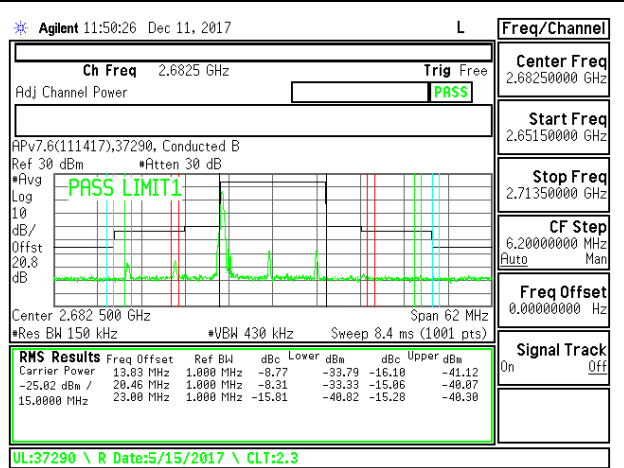 Agilent 11:50:26 Dec 11, 2017 L
Freq/Channel
Ch Freq 2.6825 GHz Trig Free
Adj Channel Power PASS
APv7.6(111417),37290, Conducted B
Ref 30 dBm #Atten 30 dB
#Avg
Log
10
dB/
Offst
20.8
dB
PASS LIMIT1
Center 2.682 500 GHz Span 62 MHz
#Res BW 150 kHz #VBW 430 kHz Sweep 8.4 ms (1001 pts)
RMS Results Freq Offset Ref BW dBc Lower dBm dBc Upper dBm
Carrier Power 13.83 MHz 1.000 MHz -8.77 -33.79 -16.10 -41.12
-25.02 dBm / 20.46 MHz 1.000 MHz -8.31 -33.33 -15.06 -40.07
15.0000 MHz 23.00 MHz 1.000 MHz -15.81 -40.82 -15.28 -40.30
UL:37290 \ R Date:5/15/2017 \ CLT:2.3
Center Freq
2.68250000 GHz
Start Freq
2.65150000 GHz
Stop Freq
2.71350000 GHz
CF Step
6.20000000 MHz
Auto Man
Freq Offset
0.00000000 Hz
Signal Track
On Off